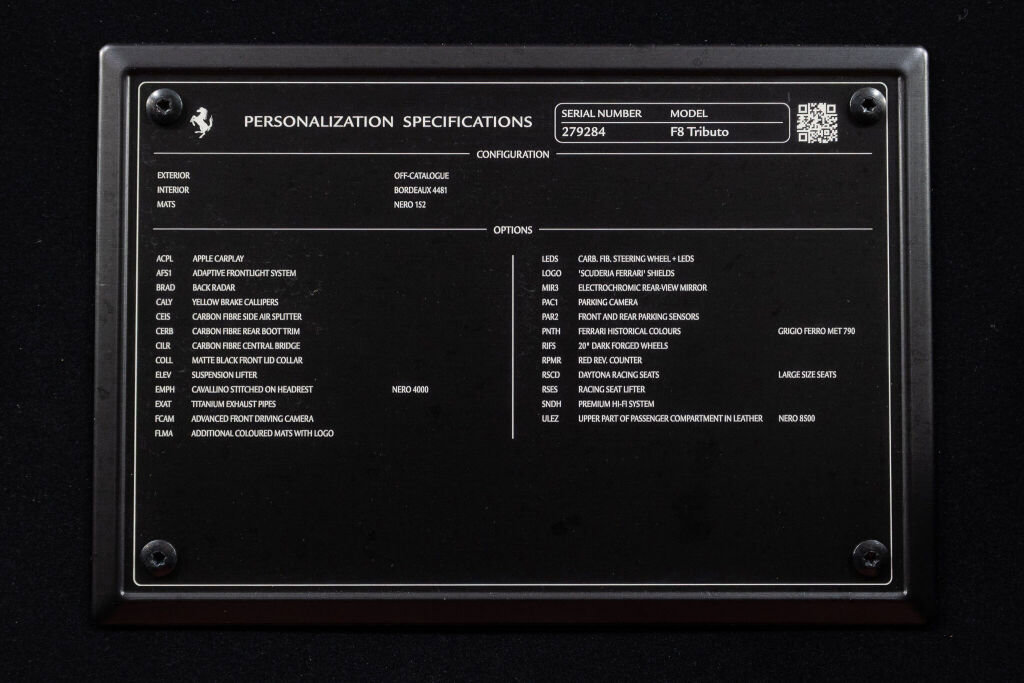 PERSONALIZATION SPECIFICATIONS
SERIAL NUMBER MODEL
279284 F8 Tributo
CONFIGURATION
EXTERIOR OFF-CATALOGUE
INTERIOR BORDEAUX 4481
MATS NERO 152
OPTIONS
ACPL APPLE CARPLAY
AFS1 ADAPTIVE FRONTLIGHT SYSTEM
BRAD BACK RADAR
CALY YELLOW BRAKE CALLIPERS
CEIS CARBON FIBRE SIDE AIR SPLITTER
CERB CARBON FIBRE REAR BOOT TRIM
CILR CARBON FIBRE CENTRAL BRIDGE
COLL MATTE BLACK FRONT LID COLLAR
ELEV SUSPENSION LIFTER
EMPH CAVALLINO STITCHED ON HEADREST NERO 4000
EXAT TITANIUM EXHAUST PIPES
FCAM ADVANCED FRONT DRIVING CAMERA
FLMA ADDITIONAL COLOURED MATS WITH LOGO
LEDS CARB. FIB. STEERING WHEEL + LEDS
LOGO 'SCUDERIA FERRARI' SHIELDS
MIR3 ELECTROCHROMIC REAR-VIEW MIRROR
PAC1 PARKING CAMERA
PAR2 FRONT AND REAR PARKING SENSORS
PNTH FERRARI HISTORICAL COLOURS GRIGIO FERRO MET 790
RIFS 20" DARK FORGED WHEELS
RPMR RED REV. COUNTER
RSCD DAYTONA RACING SEATS LARGE SIZE SEATS
RSES RACING SEAT LIFTER
SNDH PREMIUM HI-FI SYSTEM
ULEZ UPPER PART OF PASSENGER COMPARTMENT IN LEATHER NERO 8500